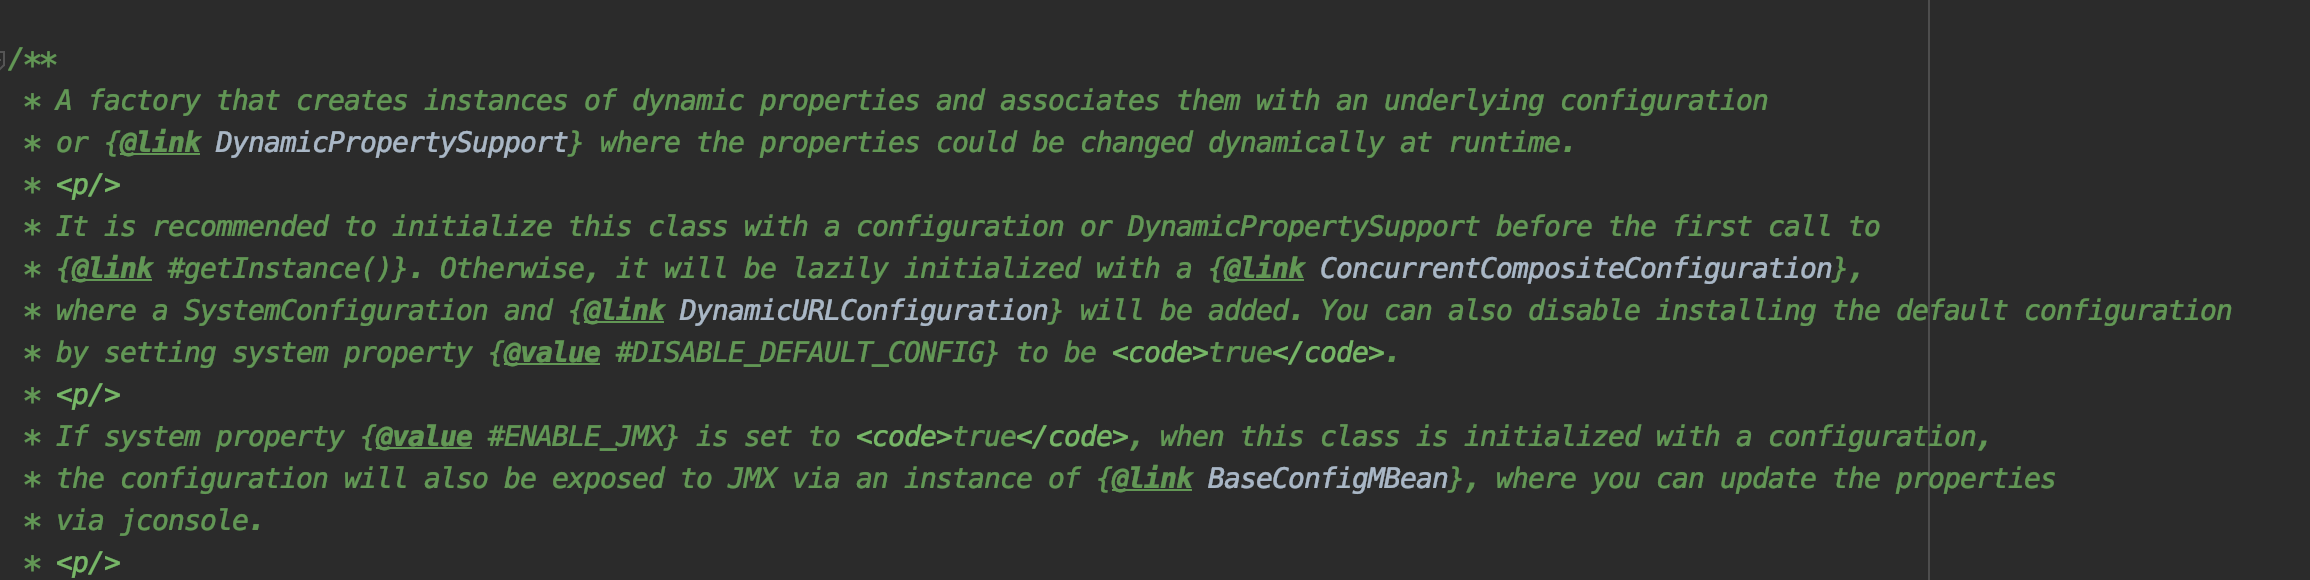 /**
* A factory that creates instances of dynamic properties and associates them with an underlying configuration
* or {@link DynamicPropertySupport} where the properties could be changed dynamically at runtime.
* <p/>
* It is recommended to initialize this class with a configuration or DynamicPropertySupport before the first call to
* {@link #getInstance()}. Otherwise, it will be lazily initialized with a {@link ConcurrentCompositeConfiguration},
* where a SystemConfiguration and {@link DynamicURLConfiguration} will be added. You can also disable installing the default configuration
* by setting system property {@value #DISABLE_DEFAULT_CONFIG} to be <code>true</code>.
* <p/>
* If system property {@value #ENABLE_JMX} is set to <code>true</code>, when this class is initialized with a configuration,
* the configuration will also be exposed to JMX via an instance of {@link BaseConfigMBean}, where you can update the properties
* via jconsole.
* <p/>